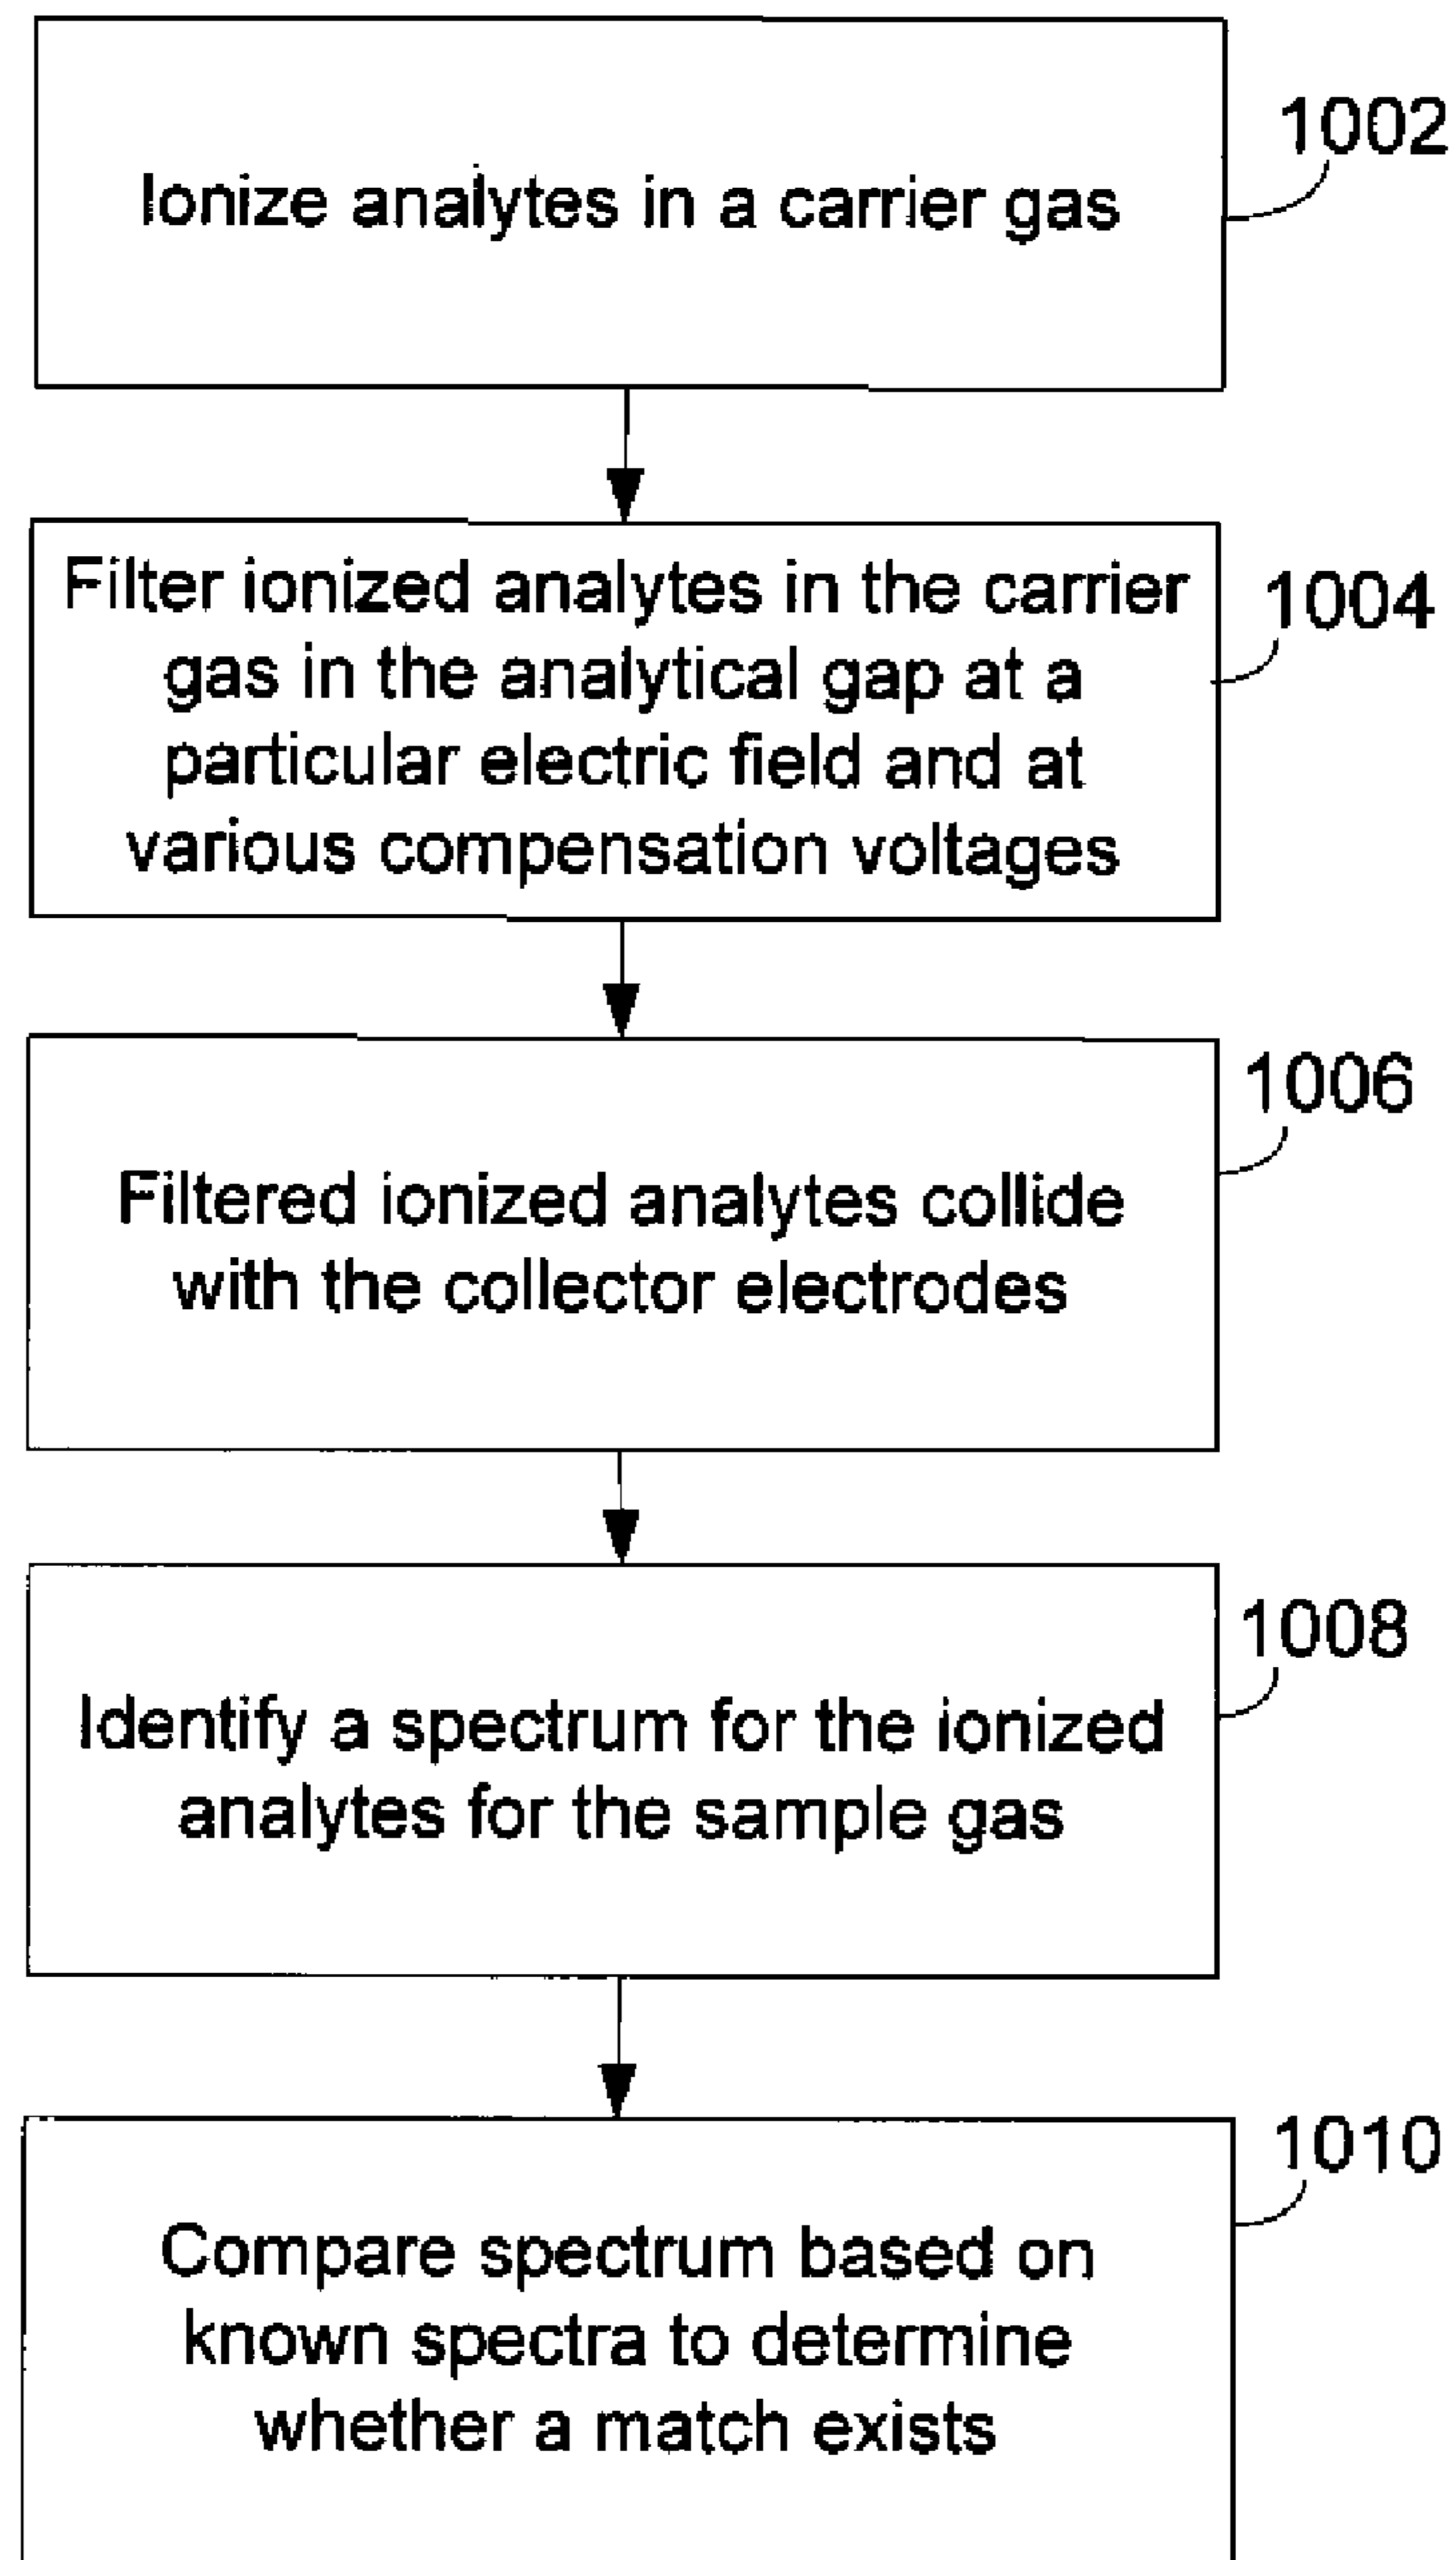 Ionize analytes in a carrier gas
1002
Filter ionized analytes in the carrier
gas in the analytical gap at a
particular electric field and at
various compensation voltages
1004
Filtered ionized analytes collide
with the collector electrodes
1006
Identify a spectrum for the ionized
analytes for the sample gas
1008
Compare spectrum based on
known spectra to determine
whether a match exists
1010